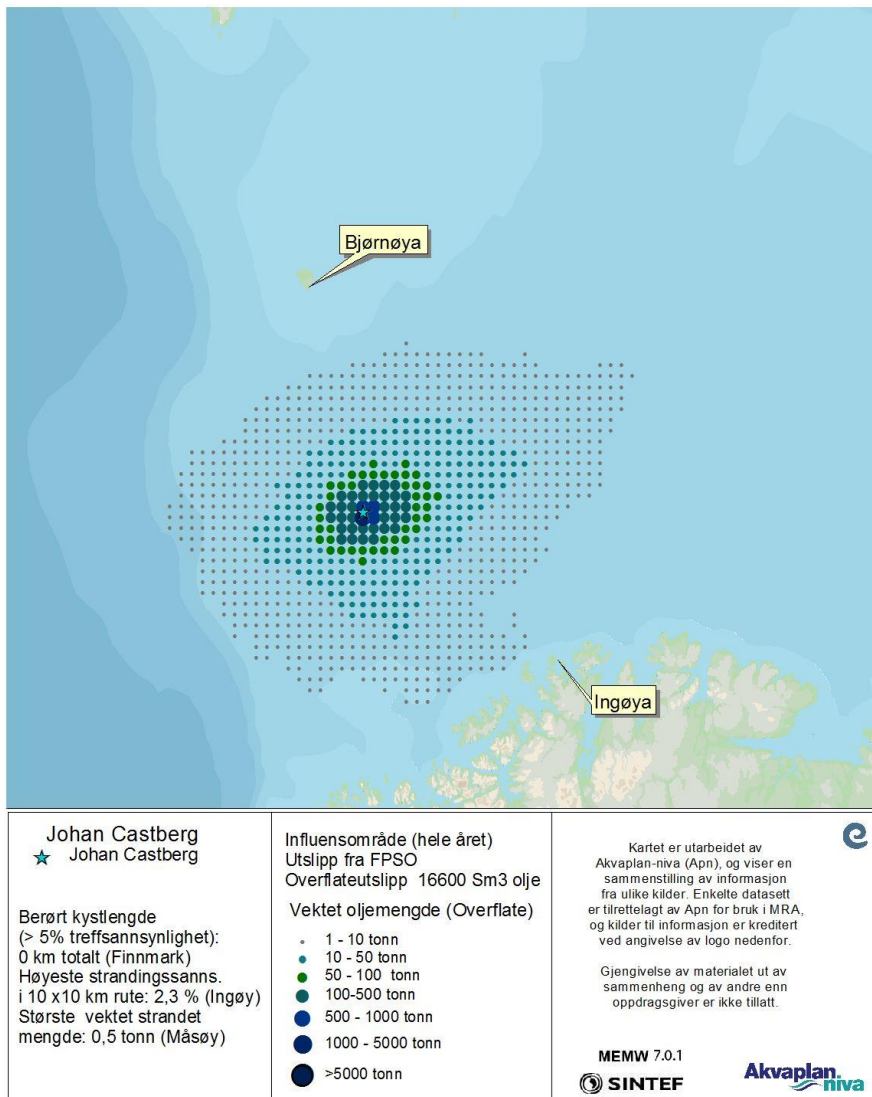 Bjørnøya
Ingøya
Johan Castberg
Johan Castberg
Berørt kystlengde
(> 5% treffsannsynlighet):
0 km totalt (Finnmark)
Høyeste strandingssanns.
i 10 x10 km rute: 2,3 % (Ingøy)
Største vektet strandet
mengde: 0,5 tonn (Måsøy)
Influensområde (hele året)
Utslipp fra FPSO
Overflateutslipp 16600 Sm3 olje
Vektet oljemengde (Overflate)
1 - 10 tonn
10 - 50 tonn
50 - 100 tonn
100-500 tonn
500 - 1000 tonn
1000 - 5000 tonn
>5000 tonn
Kartet er utarbeidet av
Akvaplan-niva (Apn), og viser en
sammenstilling av informasjon
fra ulike kilder. Enkelte datasett
er tilrettelagt av Apn for bruk i MRA,
og kilder til informasjon er kreditert
ved angivelse av logo nedenfor.
Gjengivelse av materialet ut av
sammenheng og av andre enn
oppdragsgiver er ikke tillatt.
MEMW 7.0.1
SINTEF
Akvaplan
niva